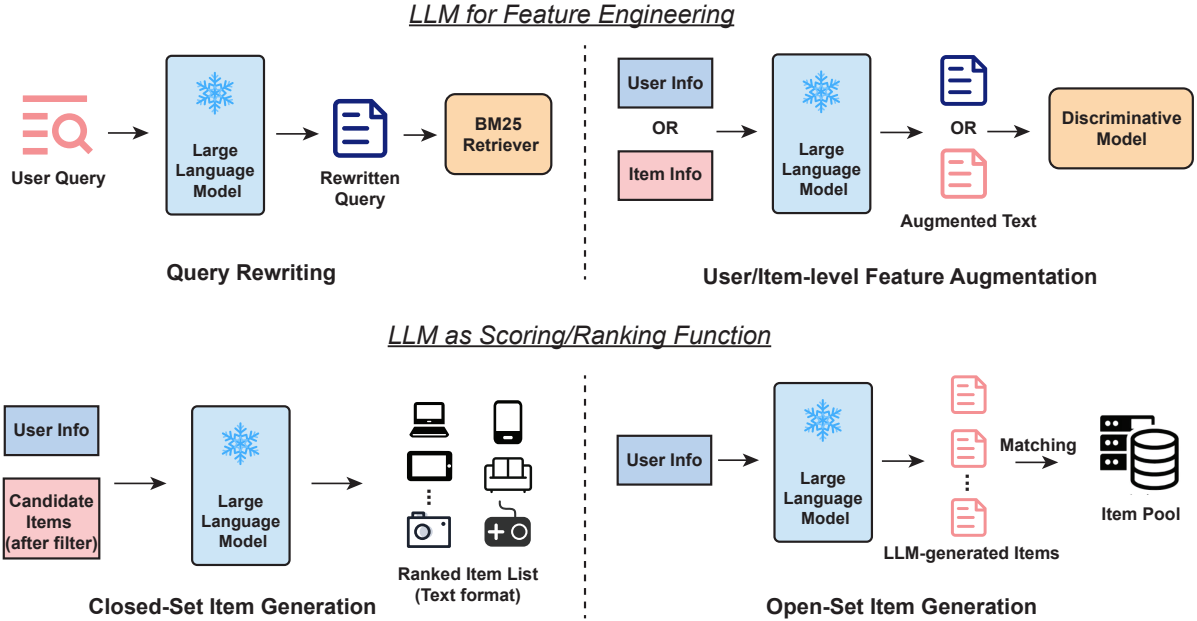 LLM for Feature Engineering
User Query
Large
Language
Model
Rewritten
Query
BM25
Retriever
Query Rewriting
User Info
OR
Item Info
Large
Language
Model
OR
Augmented Text
Discriminative
Model
User/Item-level Feature Augmentation
LLM as Scoring/Ranking Function
User Info
Candidate
Items
(after filter)
Large
Language
Model
Ranked Item List
(Text format)
Closed-Set Item Generation
User Info
Large
Language
Model
LLM-generated Items
Matching
Item Pool
Open-Set Item Generation